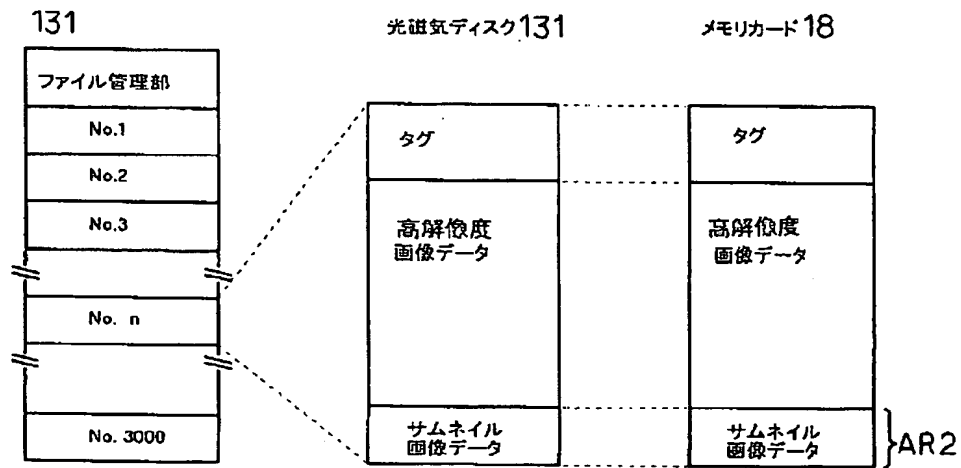 131
ファイル管理部
No.1
No.2
No.3
No. n
No. 3000
光磁気ディスク131
タグ
高解像度
画像データ
サムネイル
画像データ
メモリカード18
タグ
高解像度
画像データ
サムネイル
画像データ
AR2